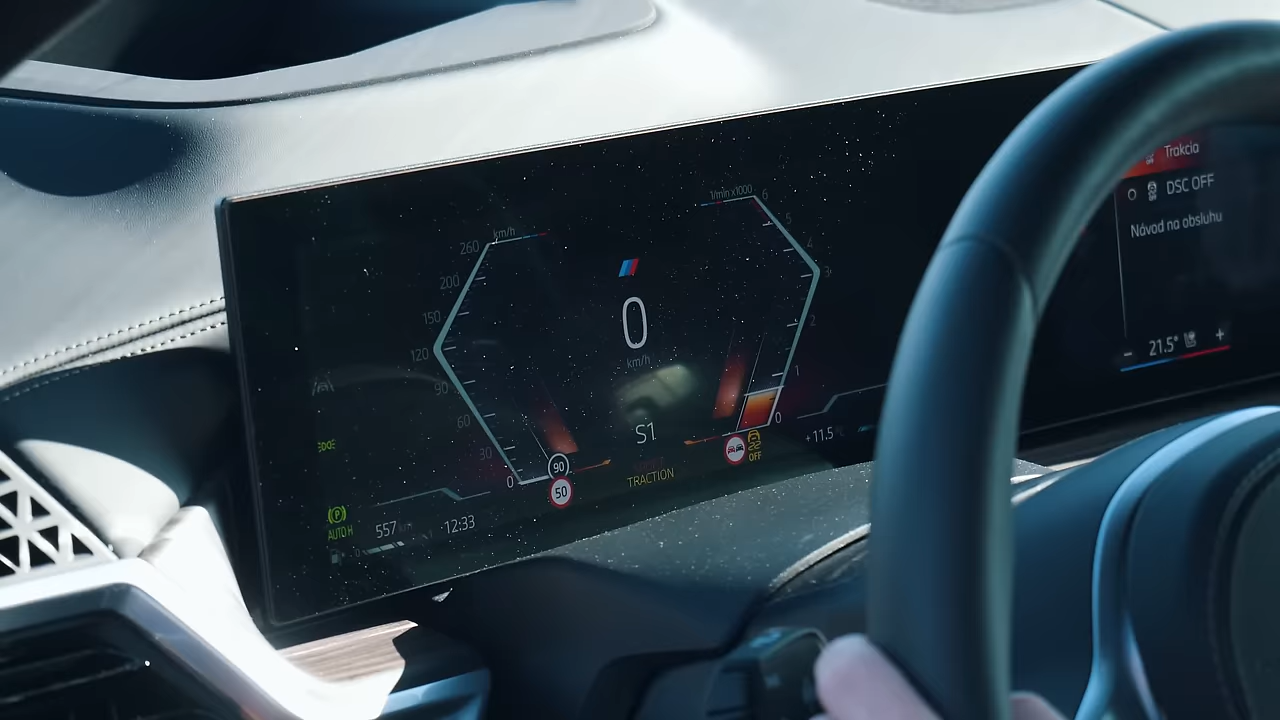 km/h
260
200
150
120
90
60
30
0
90
50
0
km/h
S1
TRACTION
1/min x1000
6
5
4
3
2
1
0
OFF
+11.5
AUTO H
557
12:33
Trakcia
DSC OFF
Návod na obsluhu
- 21.5° +